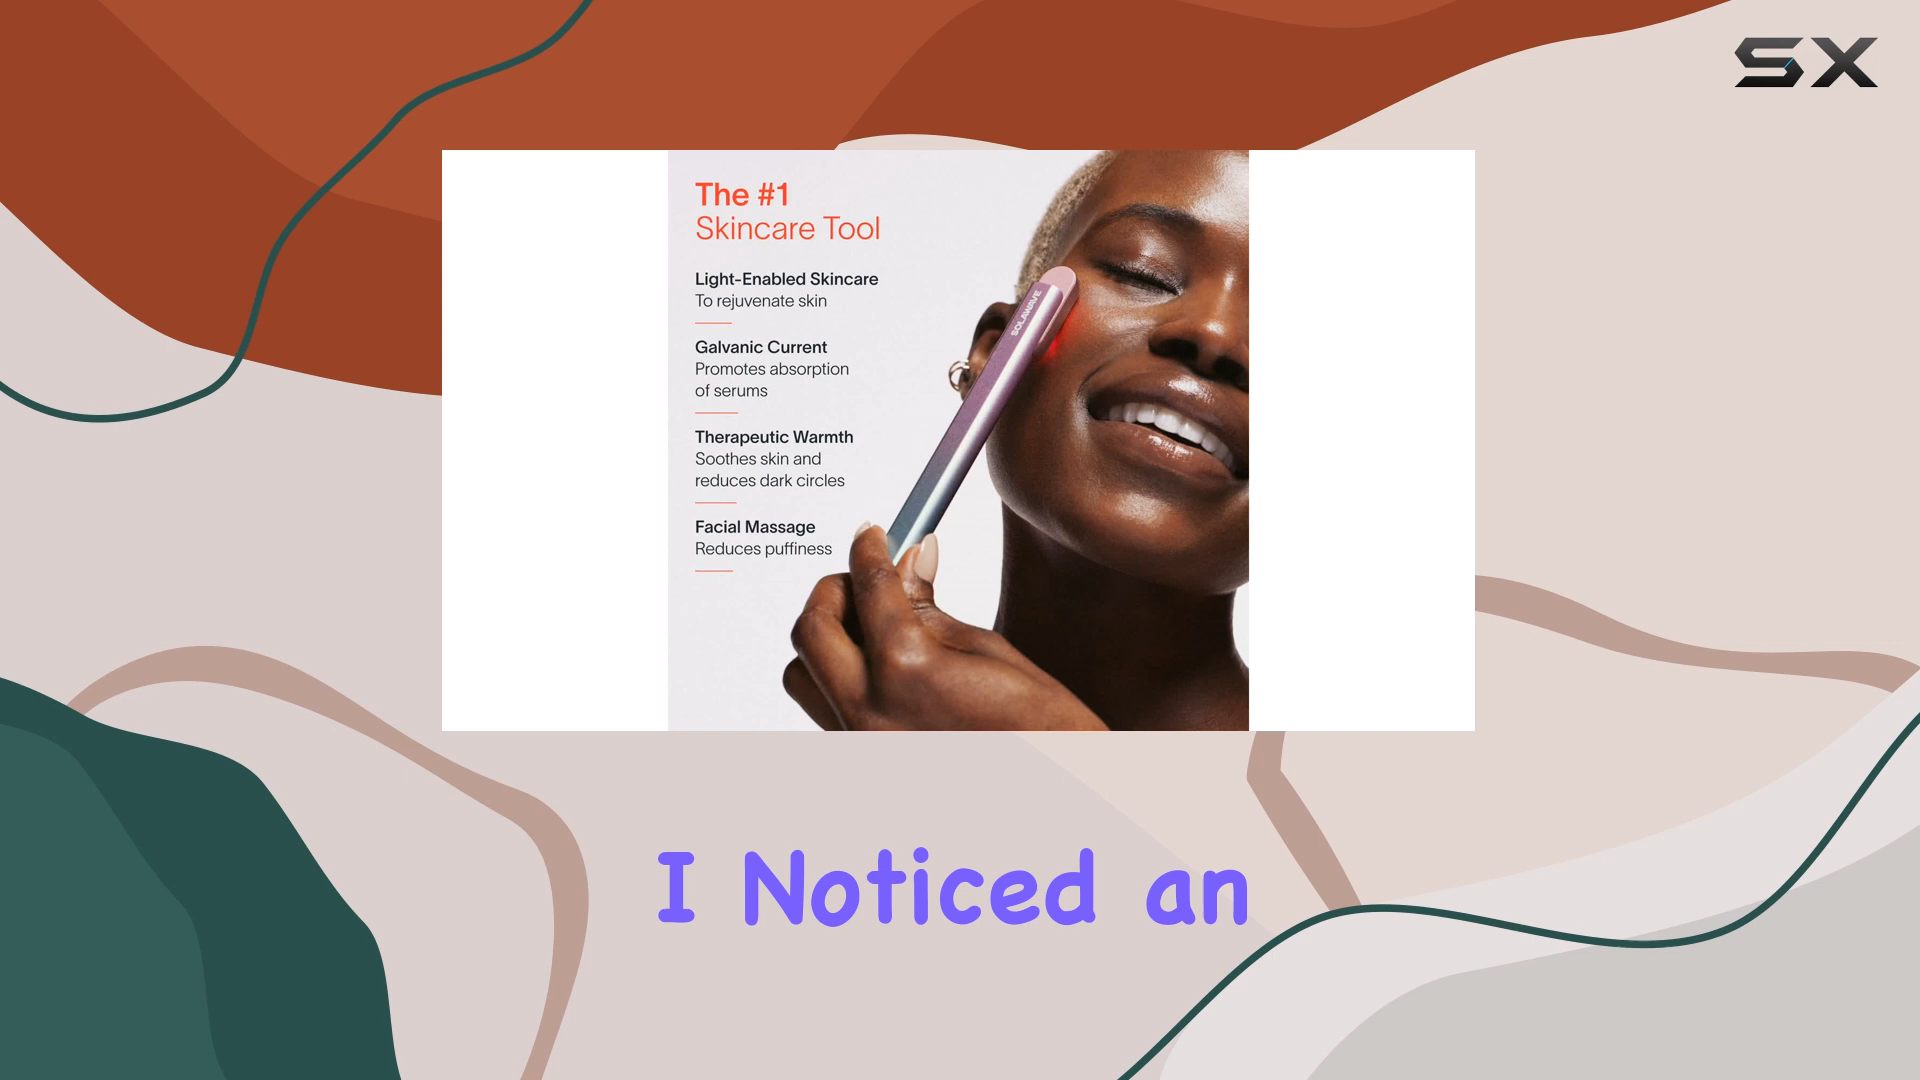 SX
The #1
Skincare Tool
Light-Enabled Skincare
To rejuvenate skin
Galvanic Current
Promotes absorption
of serums
Therapeutic Warmth
Soothes skin and
reduces dark circles
Facial Massage
Reduces puffiness
SOLAWAVE
I Noticed an